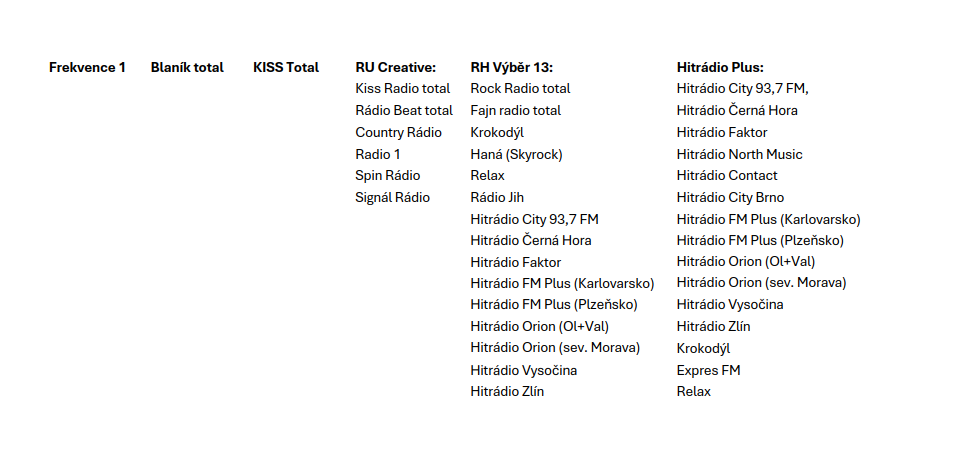 Frekvence 1 Blaník total KISS Total RU Creative: RH Výběr 13: Hitrádio Plus:
Kiss Radio total Rock Radio total Hitrádio City 93,7 FM,
Rádio Beat total Fajn radio total Hitrádio Černá Hora
Country Rádio Krokodýl Hitrádio Faktor
Radio 1 Haná (Skyrock) Hitrádio North Music
Spin Rádio Relax Hitrádio Contact
Signál Rádio Rádio Jih Hitrádio City Brno
Hitrádio City 93,7 FM Hitrádio FM Plus (Karlovarsko)
Hitrádio Černá Hora Hitrádio FM Plus (Plzeňsko)
Hitrádio Faktor Hitrádio Orion (Ol+Val)
Hitrádio FM Plus (Karlovarsko) Hitrádio Orion (sev. Morava)
Hitrádio FM Plus (Plzeňsko) Hitrádio Vysočina
Hitrádio Orion (Ol+Val) Hitrádio Zlín
Hitrádio Orion (sev. Morava) Krokodýl
Hitrádio Vysočina Expres FM
Hitrádio Zlín Relax